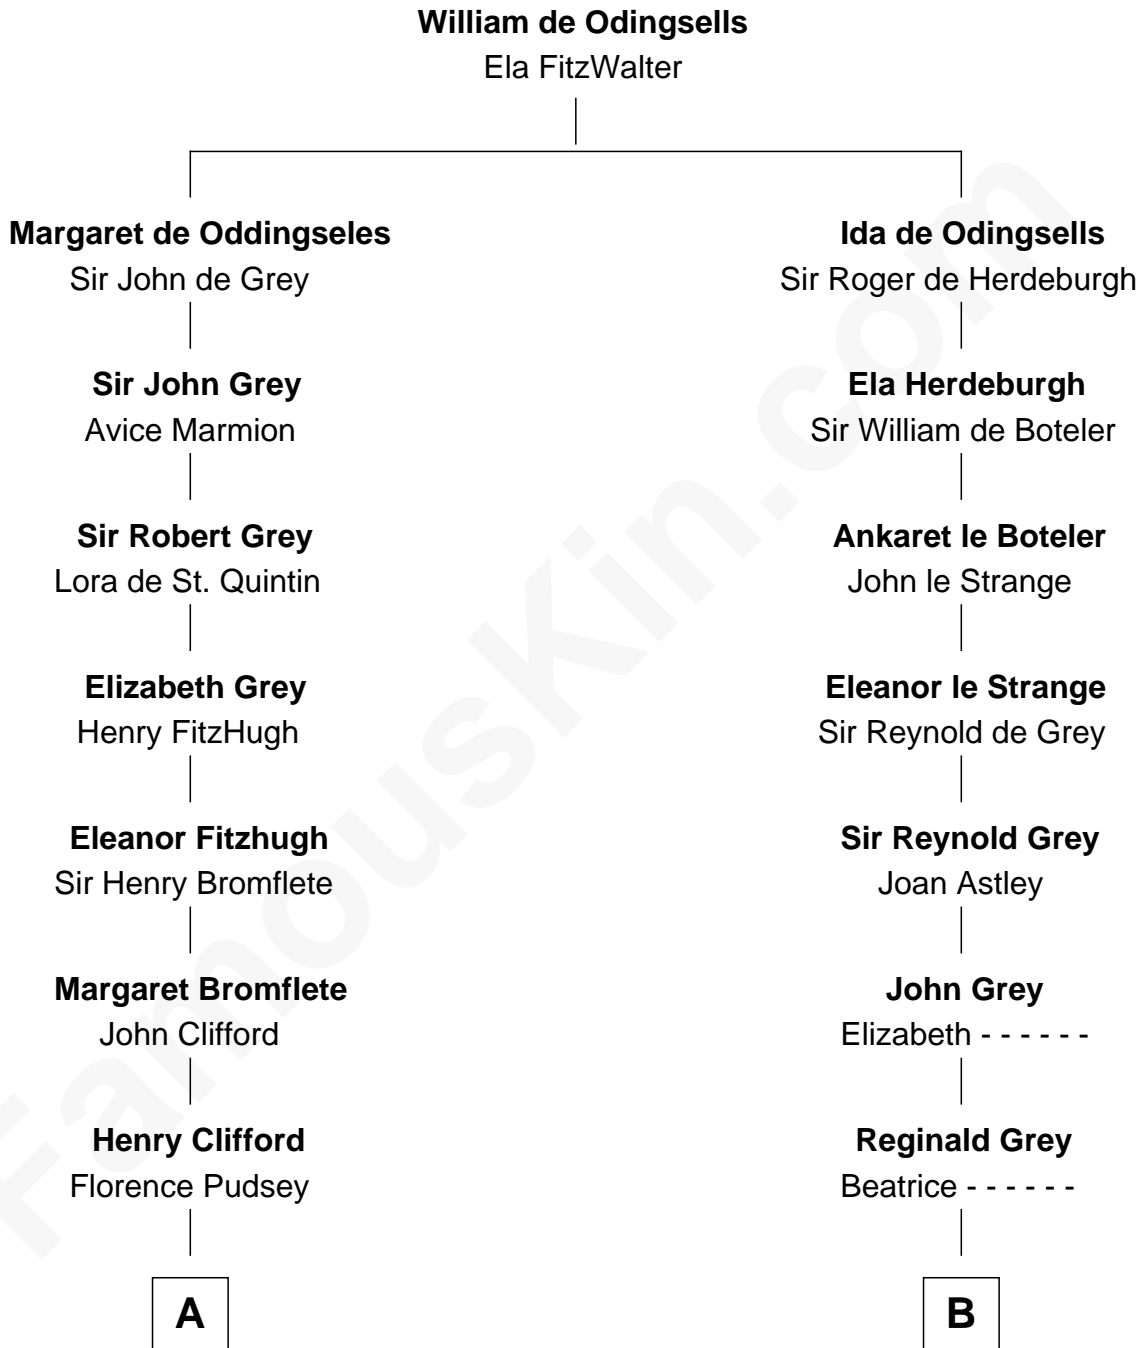 William de Odingsells
Ela FitzWalter
Margaret de Oddingseles
Sir John de Grey
Ida de Odingsells
Sir Roger de Herdeburgh
Sir John Grey
Avice Marmion
Ela Herdeburgh
Sir William de Boteler
Sir Robert Grey
Lora de St. Quintin
Ankaret le Boteler
John le Strange
Elizabeth Grey
Henry FitzHugh
Eleanor le Strange
Sir Reynold de Grey
Eleanor Fitzhugh
Sir Henry Bromflete
Sir Reynold Grey
Joan Astley
Margaret Bromflete
John Clifford
John Grey
Elizabeth - - - - - -
Henry Clifford
Florence Pudsey
Reginald Grey
Beatrice - - - - - -
A
B
FamousKin.com